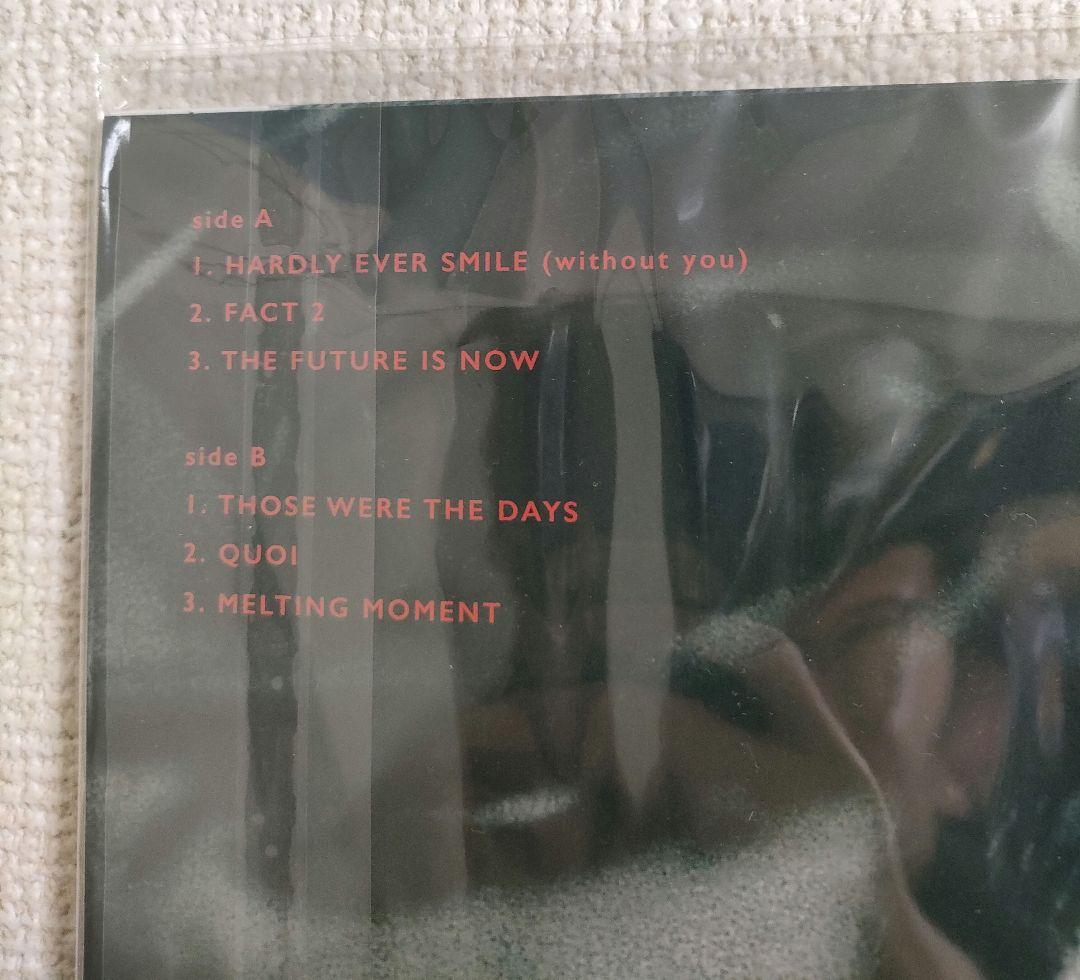 side A
1. HARDLY EVER SMILE (without you)
2. FACT 2
3. THE FUTURE IS NOW
side B
1. THOSE WERE THE DAYS
2. QUOI
3. MELTING MOMENT